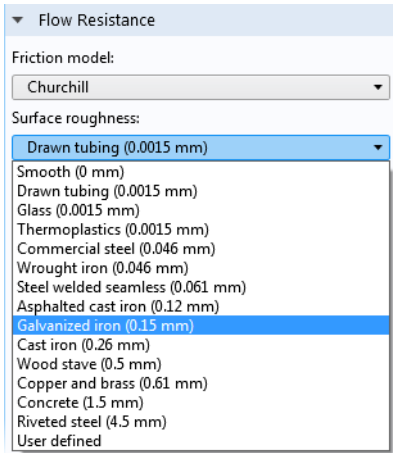 Flow Resistance
Friction model:
Churchill
Surface roughness:
Drawn tubing (0.0015 mm)
Smooth (0 mm)
Drawn tubing (0.0015 mm)
Glass (0.0015 mm)
Thermoplastics (0.0015 mm)
Commercial steel (0.046 mm)
Wrought iron (0.046 mm)
Steel welded seamless (0.061 mm)
Asphalted cast iron (0.12 mm)
Galvanized iron (0.15 mm)
Cast iron (0.26 mm)
Wood stave (0.5 mm)
Copper and brass (0.61 mm)
Concrete (1.5 mm)
Riveted steel (4.5 mm)
User defined